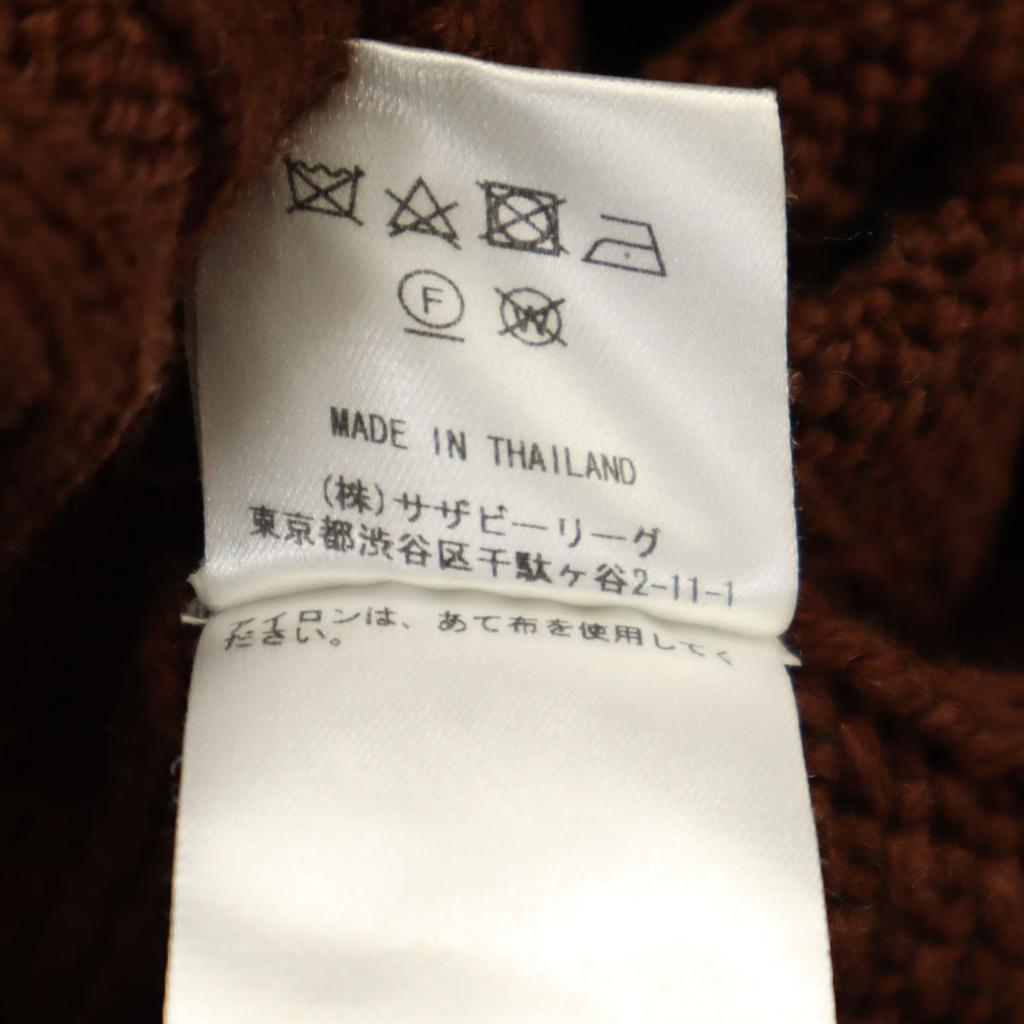 F W
MADE IN THAILAND
(株)サザビーリーグ
東京都渋谷区千駄ヶ谷2-11-1
アイロンは、あて布を使用してく
ださい。